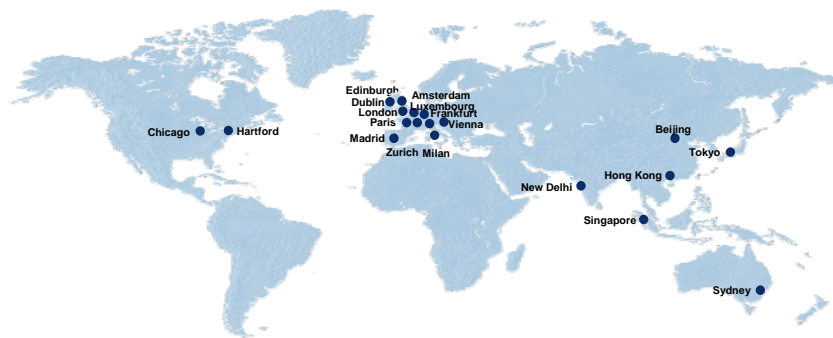 Edinburgh
Amsterdam
Dublin
Luxembourg
London
Frankfurt
Paris
Vienna
Chicago
Hartford
Madrid
Zurich
Milan
Beijing
Tokyo
Hong Kong
New Delhi
Singapore
Sydney